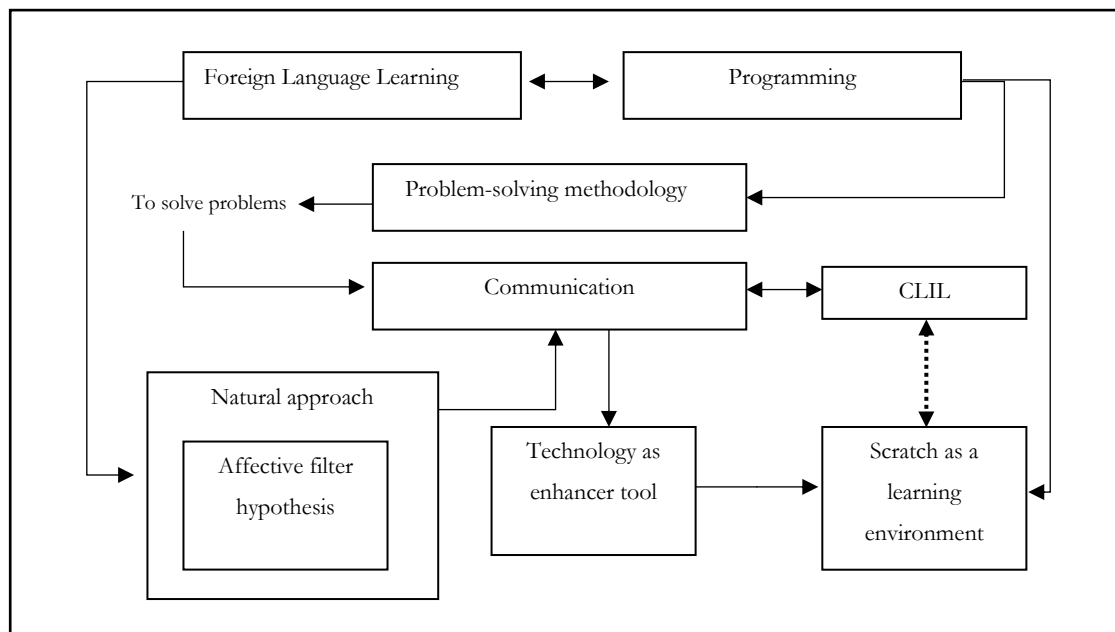 Foreign Language Learning
Programming
Problem-solving methodology
To solve problems
Communication
CLIL
Natural approach
Affective filter
hypothesis
Technology as
enhancer tool
Scratch as a
learning
environment